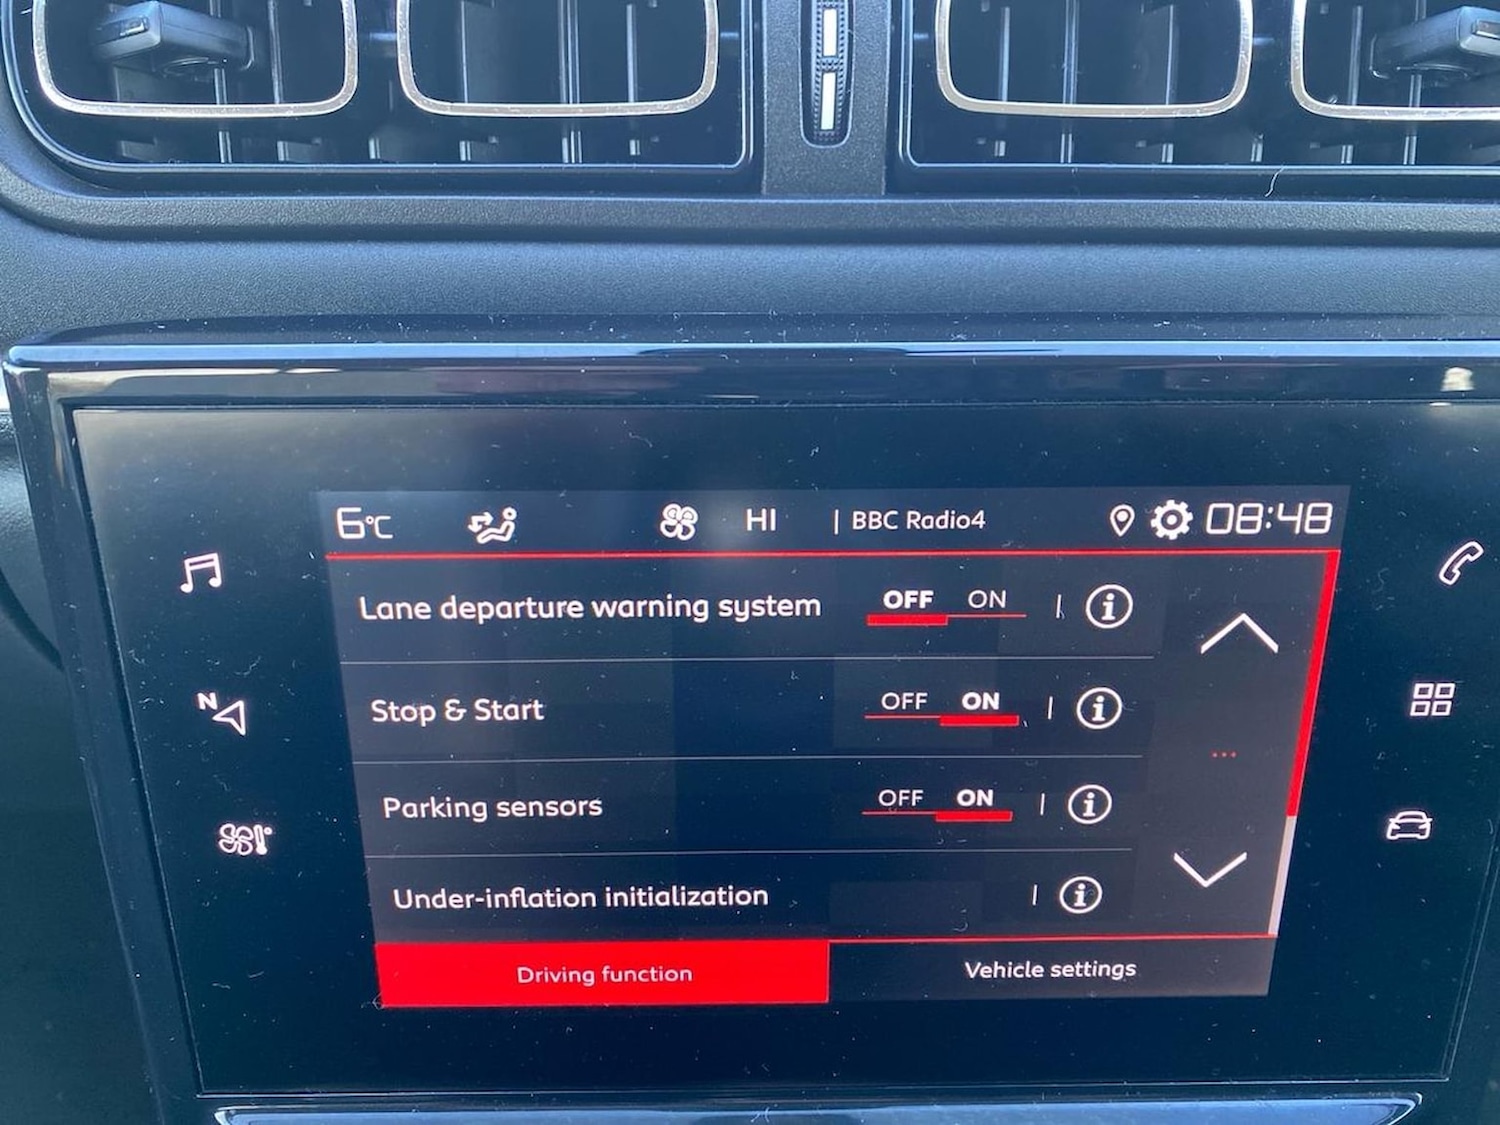 6°C HI | BBC Radio4 08:48
Lane departure warning system OFF ON
Stop & Start OFF ON
N
Parking sensors OFF ON
Under-inflation initialization
Driving function Vehicle settings